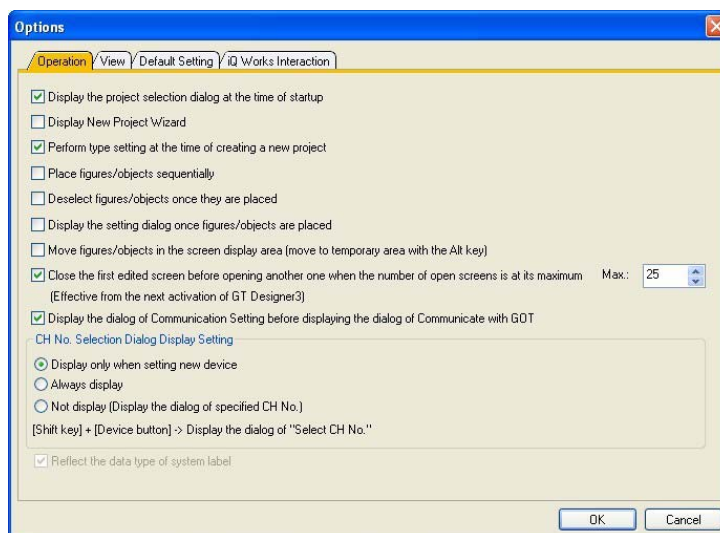 Options
Operation View Default Setting iQ Works Interaction
Display the project selection dialog at the time of startup
Display New Project Wizard
Perform type setting at the time of creating a new project
Place figures/objects sequentially
Deselect figures/objects once they are placed
Display the setting dialog once figures/objects are placed
Move figures/objects in the screen display area (move to temporary area with the Alt key)
Close the first edited screen before opening another one when the number of open screens is at its maximum Max.: 25
(Effective from the next activation of GT Designer3)
Display the dialog of Communication Setting before displaying the dialog of Communicate with GOT
CH No. Selection Dialog Display Setting
Display only when setting new device
Always display
Not display (Display the dialog of specified CH No.)
[Shift key] + [Device button] -> Display the dialog of "Select CH No."
Reflect the data type of system label
OK Cancel